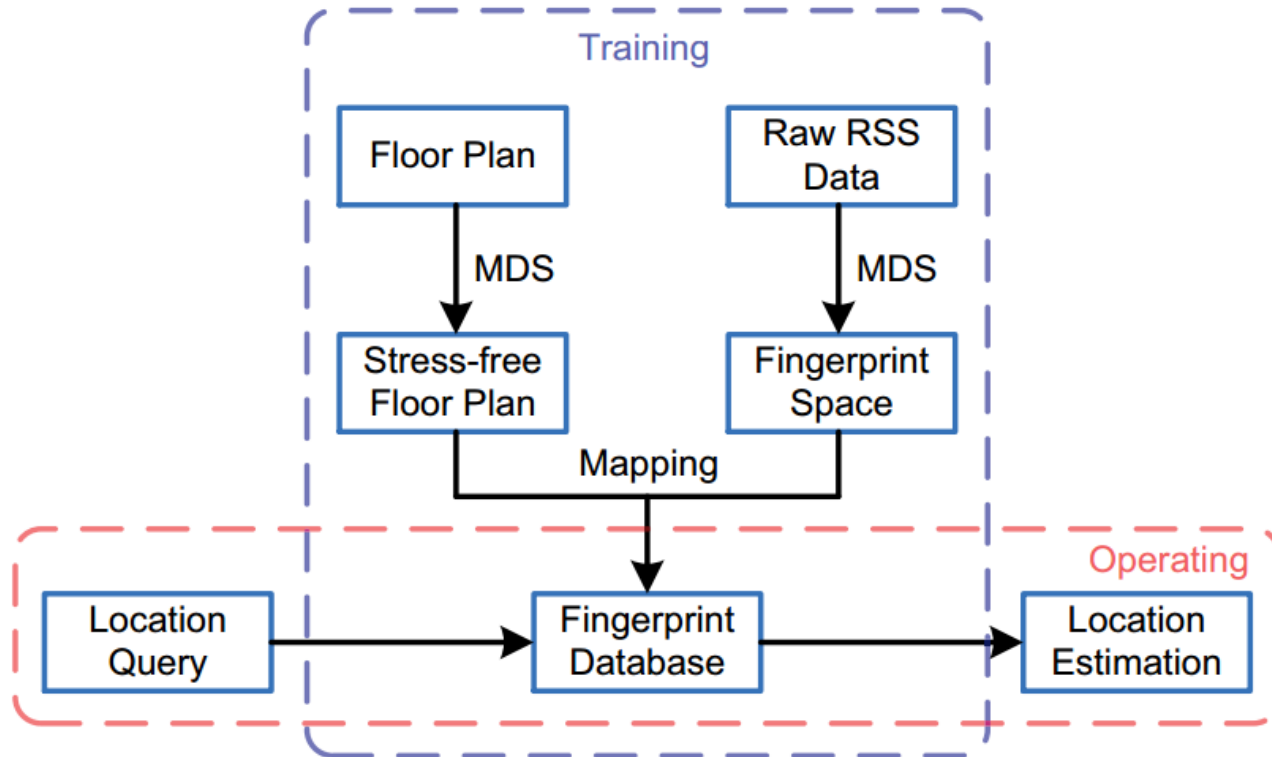 Training
Floor Plan
Raw RSS
Data
MDS
MDS
Stress-free
Floor Plan
Fingerprint
Space
Mapping
Operating
Location
Query
Fingerprint
Database
Location
Estimation